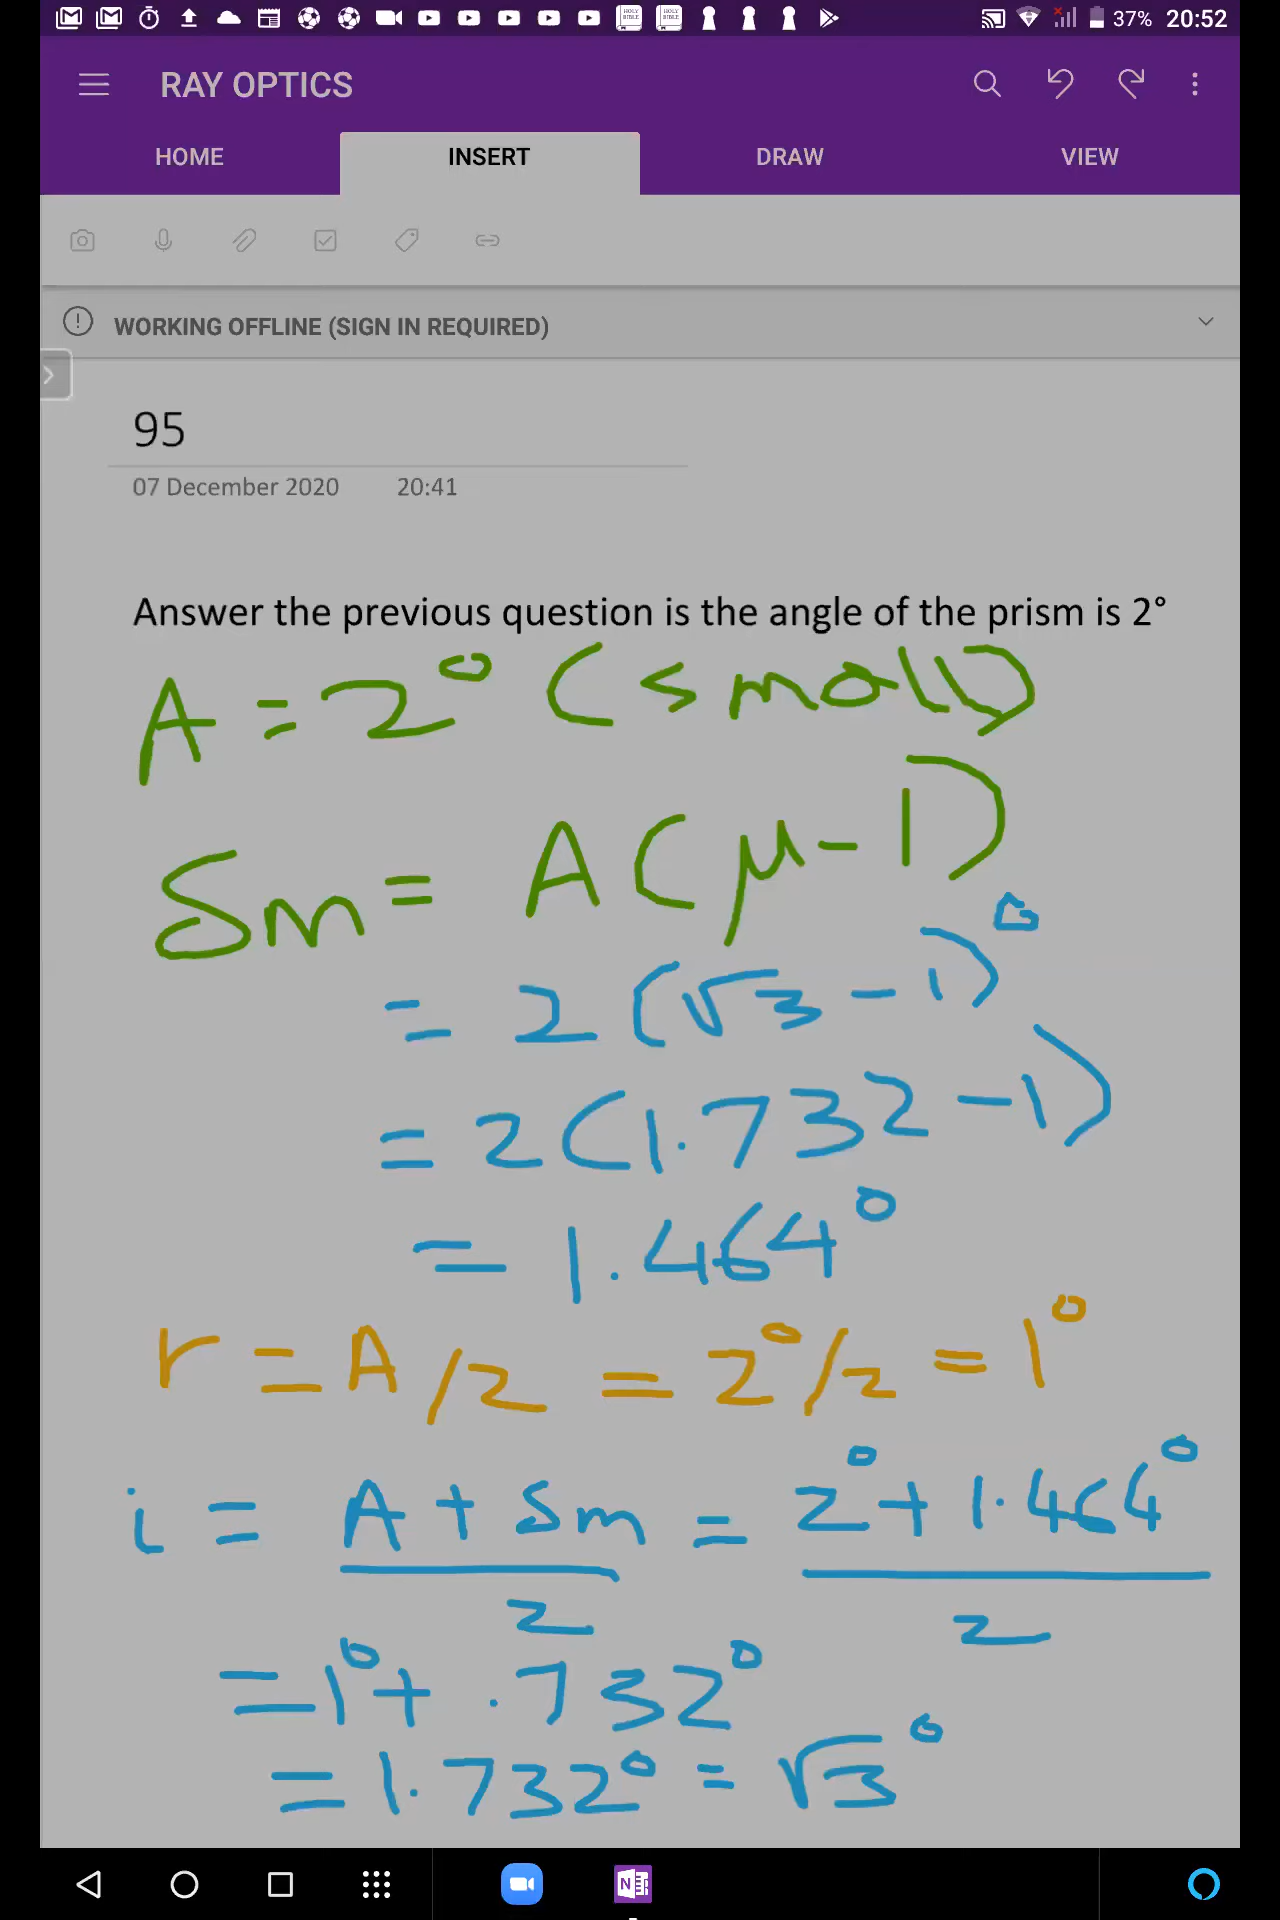 37% 20:52
RAY OPTICS
HOME INSERT DRAW VIEW
WORKING OFFLINE (SIGN IN REQUIRED)
95
07 December 2020 20:41
Answer the previous question is the angle of the prism is 2°
A = 2° (small)
δm = A(μ-1)
= 2(√3-1)°
= 2(1.732-1)
= 1.464°
r = A/2 = 2°/2 = 1°
i = A + δm / 2 = 2° + 1.464° / 2
= 1° + .732°
= 1.732° = √3°